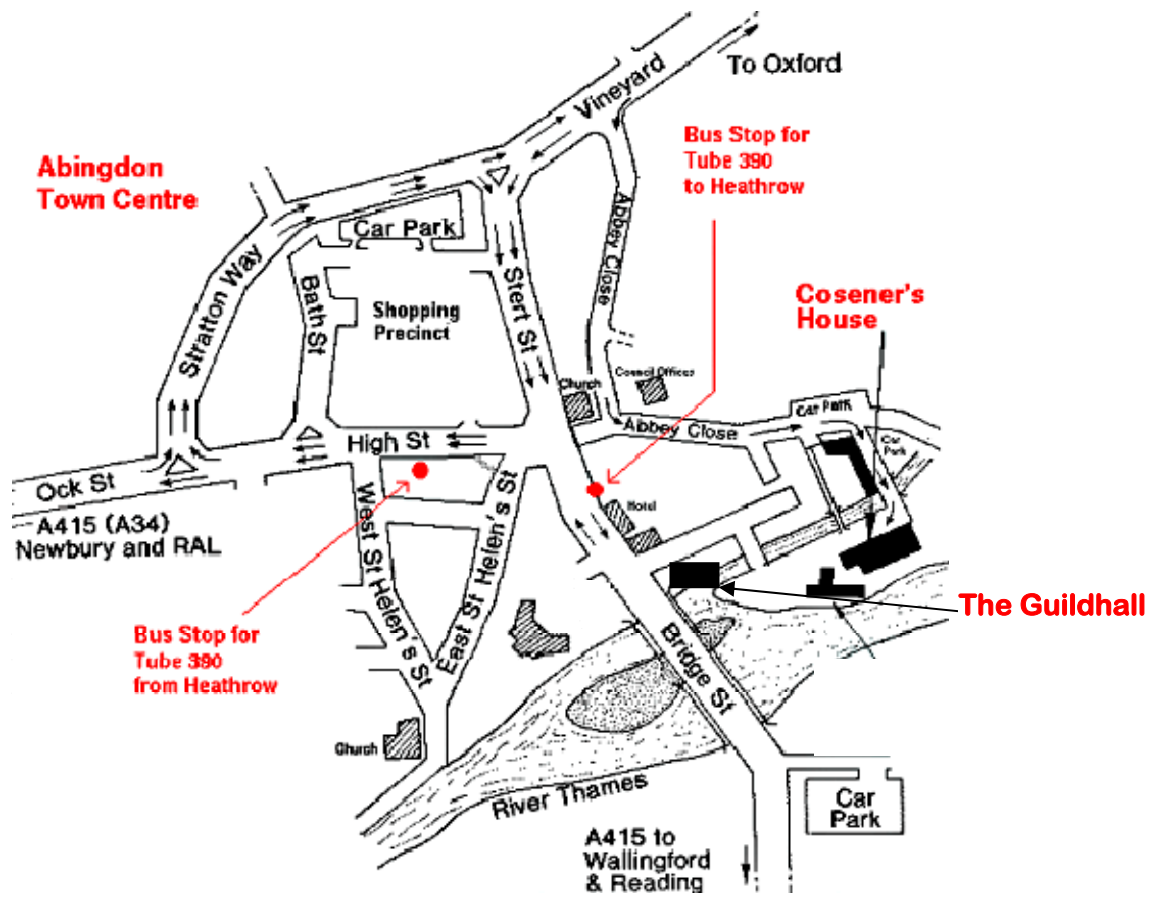 To Oxford
Vineyard
Bus Stop for
Tube 390
to Heathrow
Abingdon
Town Centre
Abbey Close
Car Park
Stratton Way
Bath St
Stert St
Shopping
Precinct
Cosener's
House
Council Offices
Church
Car Park
Abbey Close
Car
Park
High St
Ock St
A415 (A34)
Newbury and RAL
West St Helen's St
East St Helen's St
Hotel
The Guildhall
Bridge St
Bus Stop for
Tube 390
from Heathrow
Church
River Thames
Car
Park
A415 to
Wallingford
& Reading